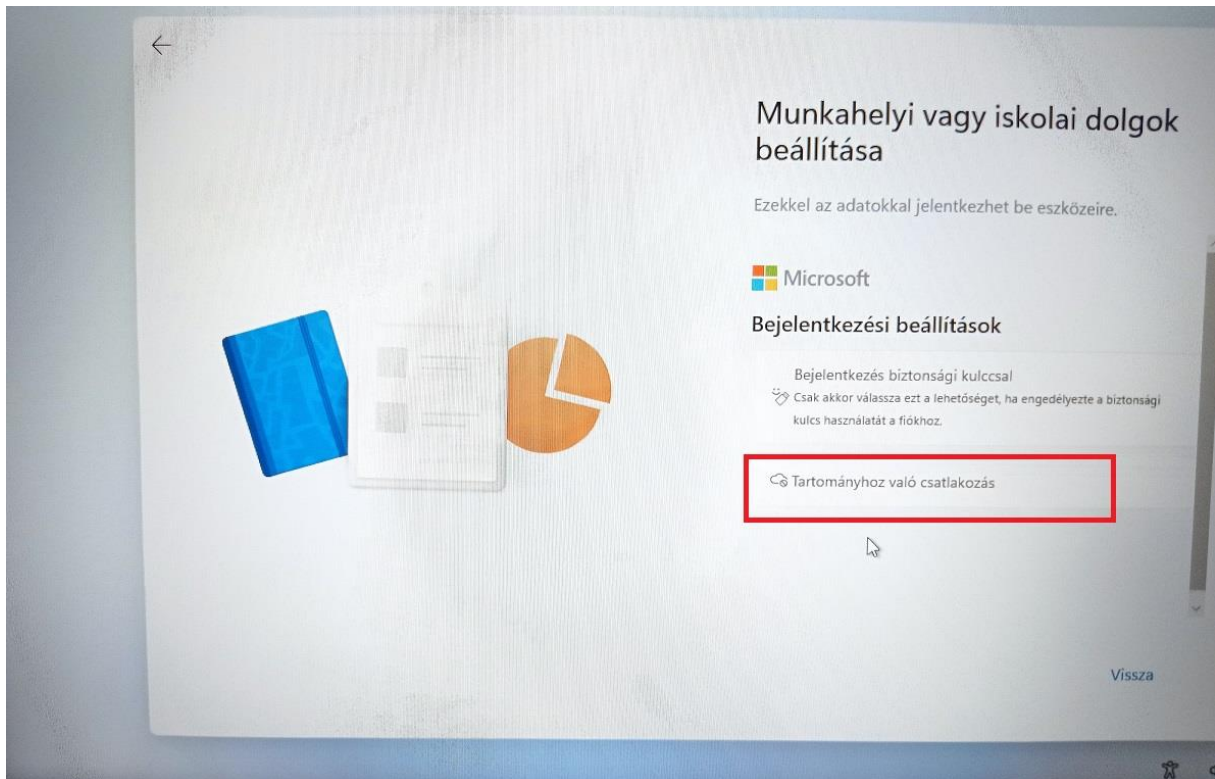 Munkahelyi vagy iskolai dolgok
beállítása
Ezekkel az adatokkal jelentkezhet be eszközeire.
Microsoft
Bejelentkezési beállítások
Bejelentkezés biztonsági kulccsal
Csak akkor válassza ezt a lehetőséget, ha engedélyezte a biztonsági
kulcs használatát a fiókhoz.
Tartományhoz való csatlakozás
Vissza